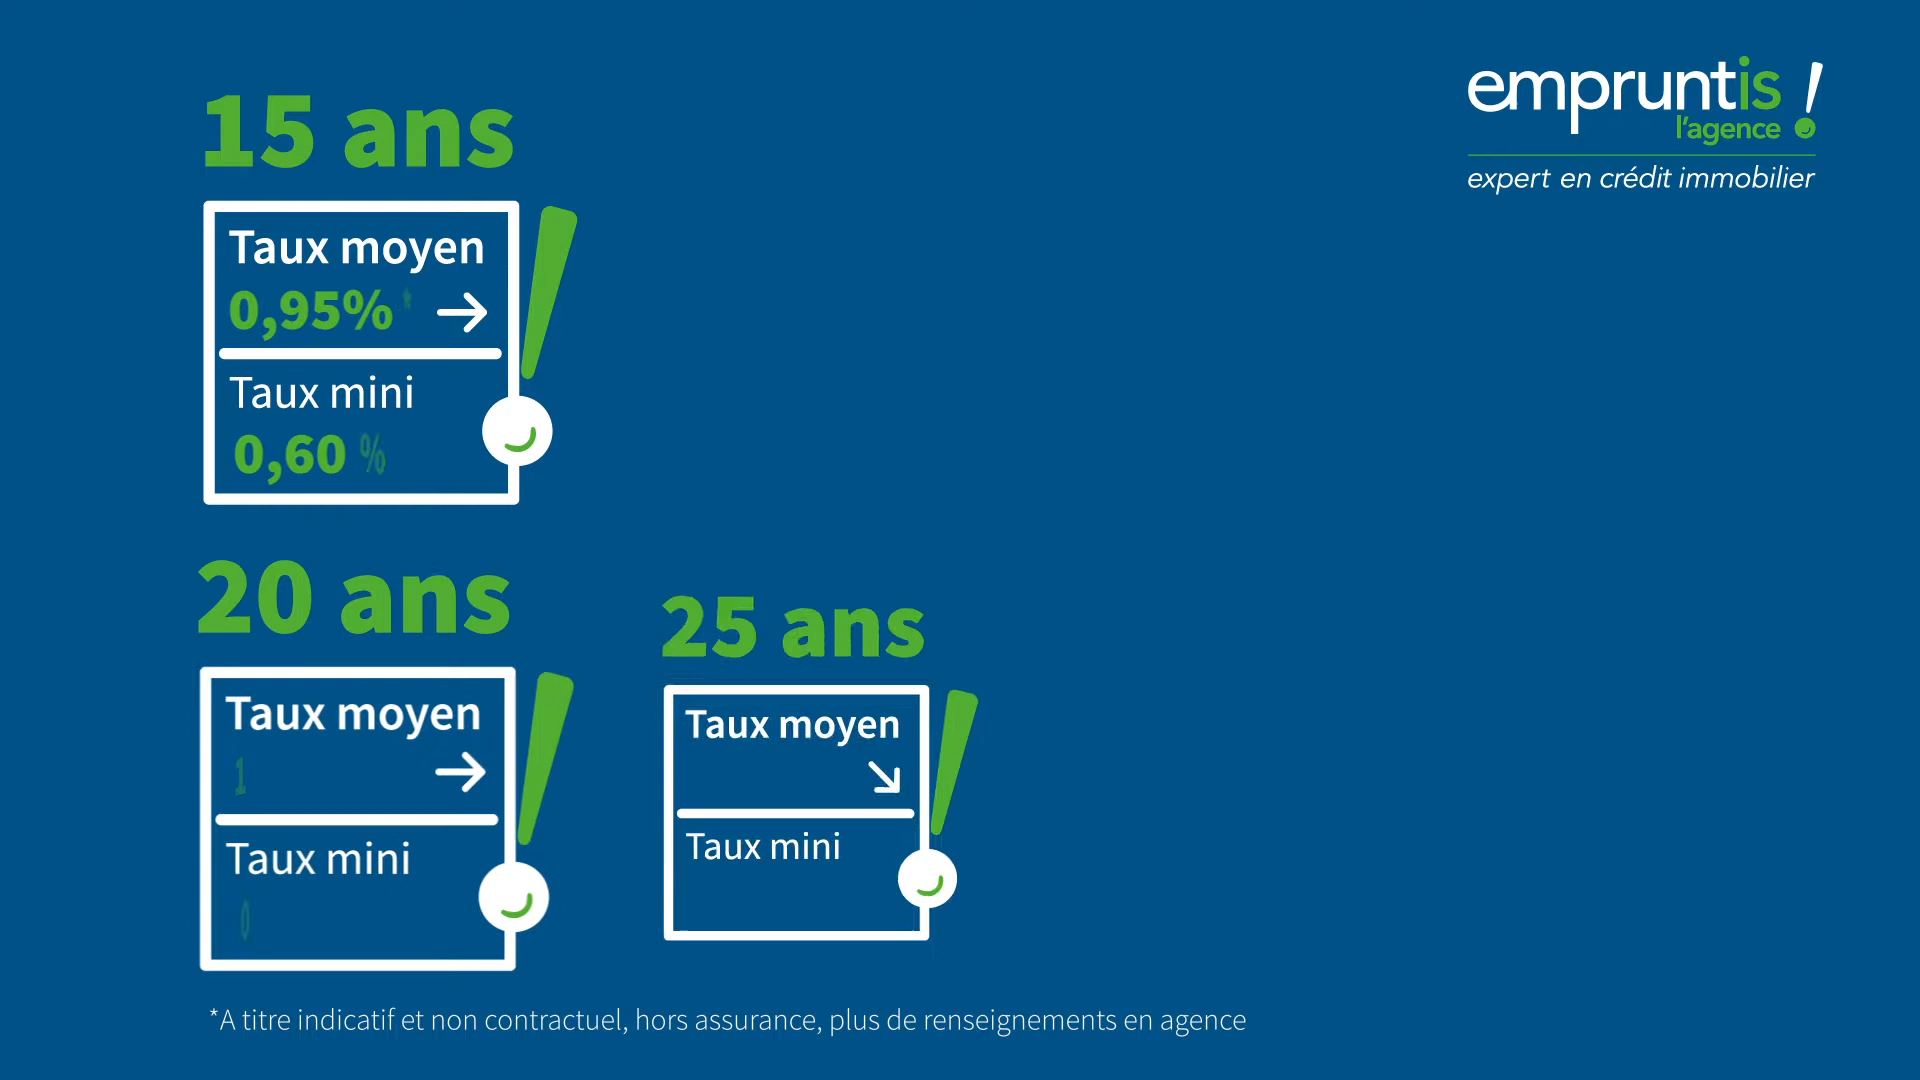 empruntis !
l'agence
expert en crédit immobilier
15 ans
Taux moyen
0,95% * →
Taux mini
0,60 %
20 ans
Taux moyen
1 →
Taux mini
0
25 ans
Taux moyen
↘
Taux mini
*A titre indicatif et non contractuel, hors assurance, plus de renseignements en agence